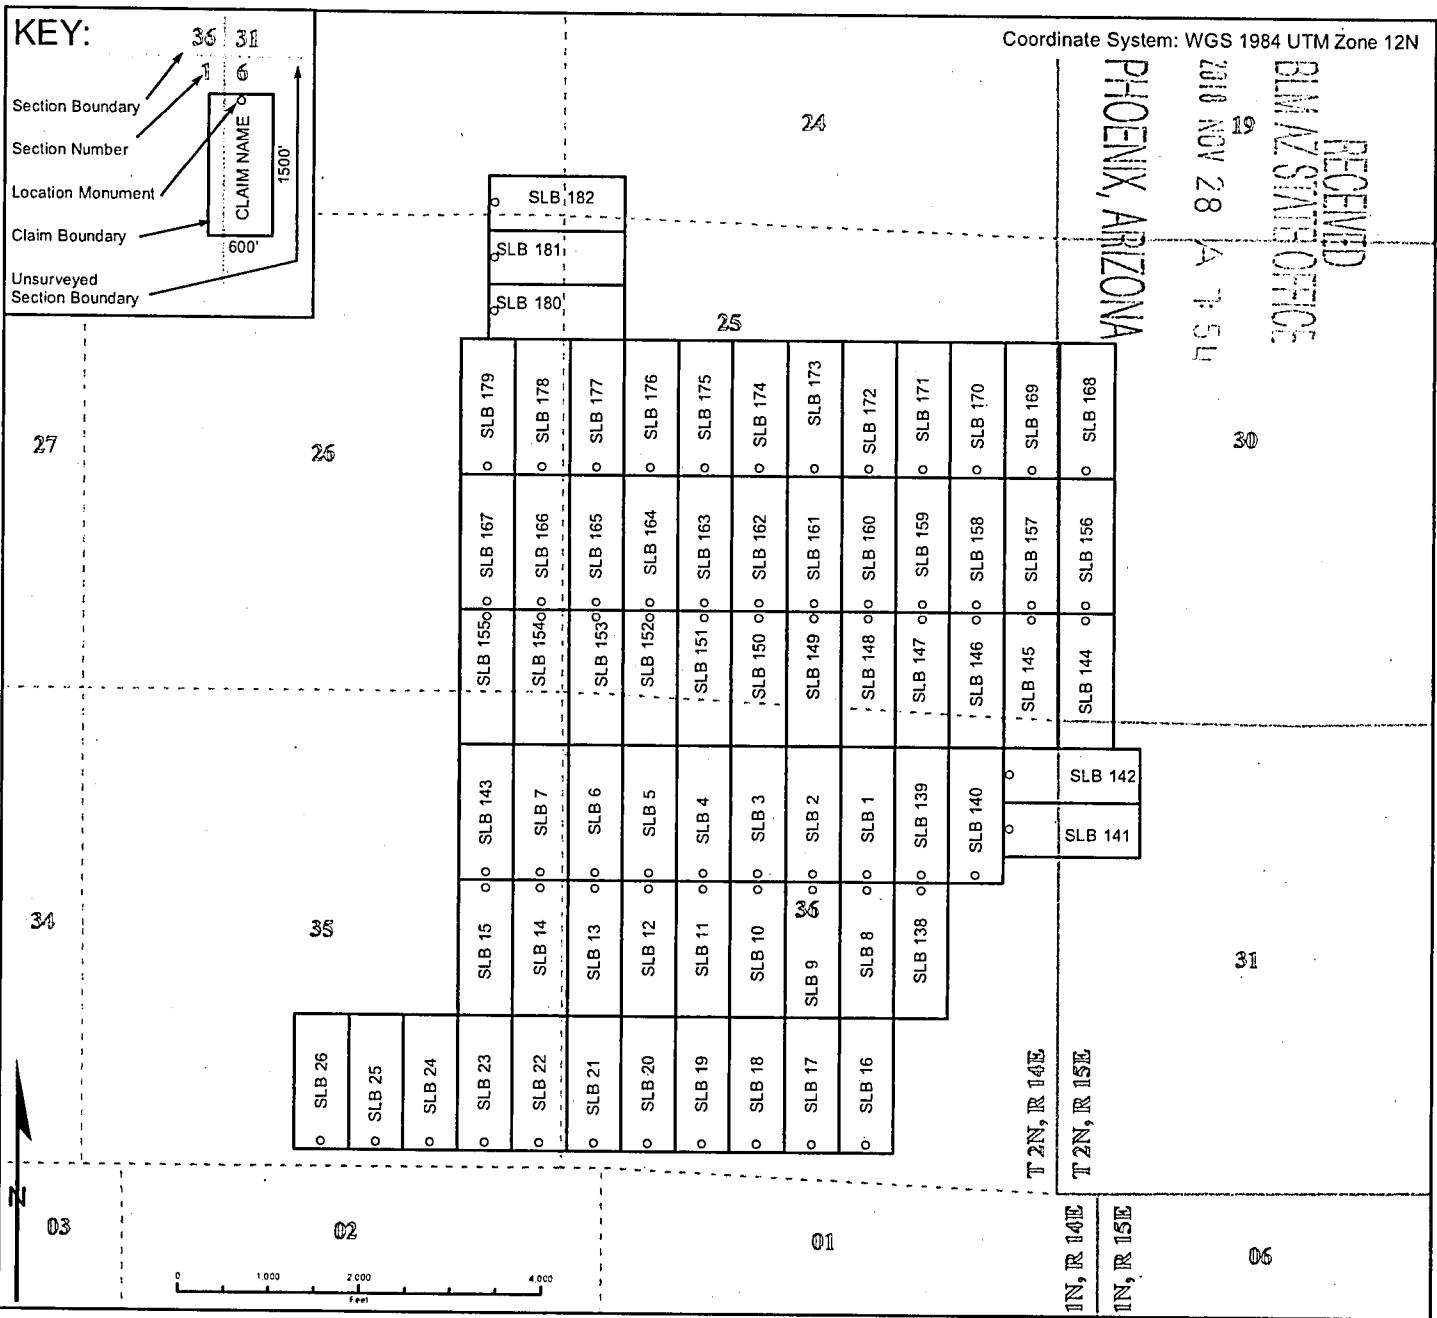 KEY:
36 31
1 6
Section Boundary
Section Number
Location Monument
Claim Boundary
Unsurveyed
Section Boundary
CLAIM NAME
1500'
600'
Coordinate System: WGS 1984 UTM Zone 12N
RECEIVED
BLM AZ STATE OFFICE
2018 NOV 28 A 7:54
PHOENIX, ARIZONA
24
19
SLB 182
SLB 181
SLB 180
25
27
26
30
SLB 179
SLB 178
SLB 177
SLB 176
SLB 175
SLB 174
SLB 173
SLB 172
SLB 171
SLB 170
SLB 169
SLB 168
SLB 167
SLB 166
SLB 165
SLB 164
SLB 163
SLB 162
SLB 161
SLB 160
SLB 159
SLB 158
SLB 157
SLB 156
SLB 155
SLB 154
SLB 153
SLB 152
SLB 151
SLB 150
SLB 149
SLB 148
SLB 147
SLB 146
SLB 145
SLB 144
SLB 143
SLB 7
SLB 6
SLB 5
SLB 4
SLB 3
SLB 2
SLB 1
SLB 139
SLB 140
SLB 142
SLB 141
34
35
36
31
SLB 15
SLB 14
SLB 13
SLB 12
SLB 11
SLB 10
SLB 9
SLB 8
SLB 138
SLB 26
SLB 25
SLB 24
SLB 23
SLB 22
SLB 21
SLB 20
SLB 19
SLB 18
SLB 17
SLB 16
T 2N, R 14E
T 2N, R 15E
N
03
02
01
06
1N, R 14E
1N, R 15E
0 1,000 2,000 4,000
Feet